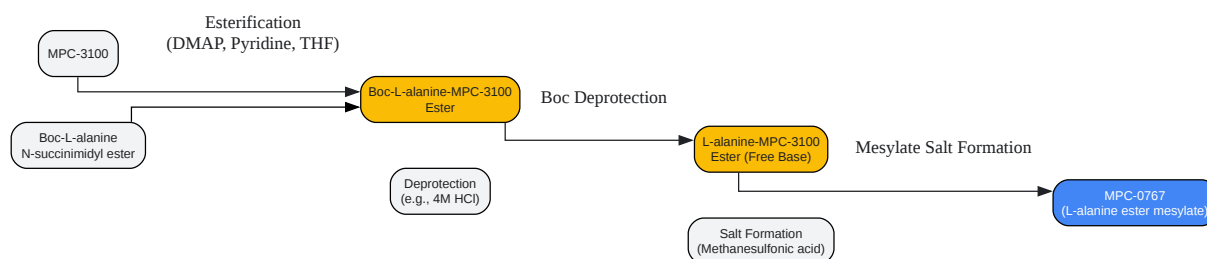 Esterification
(DMAP, Pyridine, THF)
MPC-3100
Boc-L-alanine
N-succinimidyl ester
Boc-L-alanine-MPC-3100
Ester
Boc Deprotection
Deprotection
(e.g., 4M HCl)
L-alanine-MPC-3100
Ester (Free Base)
Mesylate Salt Formation
Salt Formation
(Methanesulfonic acid)
MPC-0767
(L-alanine ester mesylate)